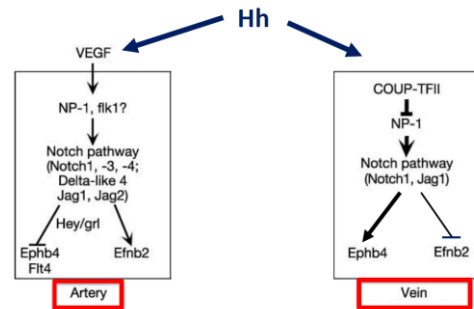 Hh
VEGF
NP-1, flk1?
Notch pathway
(Notch1, -3, -4;
Delta-like 4
Jag1, Jag2)
Hey/grl
Ephb4
Flt4
Efnb2
Artery
COUP-TFII
NP-1
Notch pathway
(Notch1, Jag1)
Ephb4
Efnb2
Vein